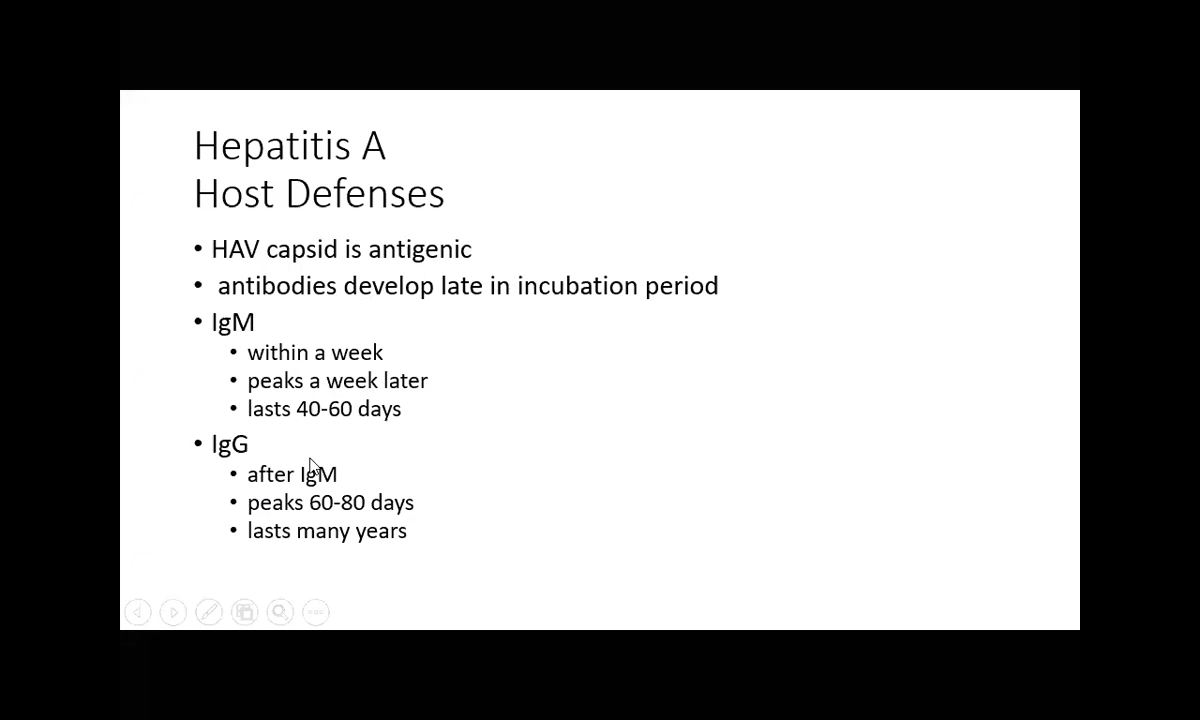 Hepatitis A
Host Defenses
• HAV capsid is antigenic
• antibodies develop late in incubation period
• IgM
• within a week
• peaks a week later
• lasts 40-60 days
• IgG
• after IgM
• peaks 60-80 days
• lasts many years